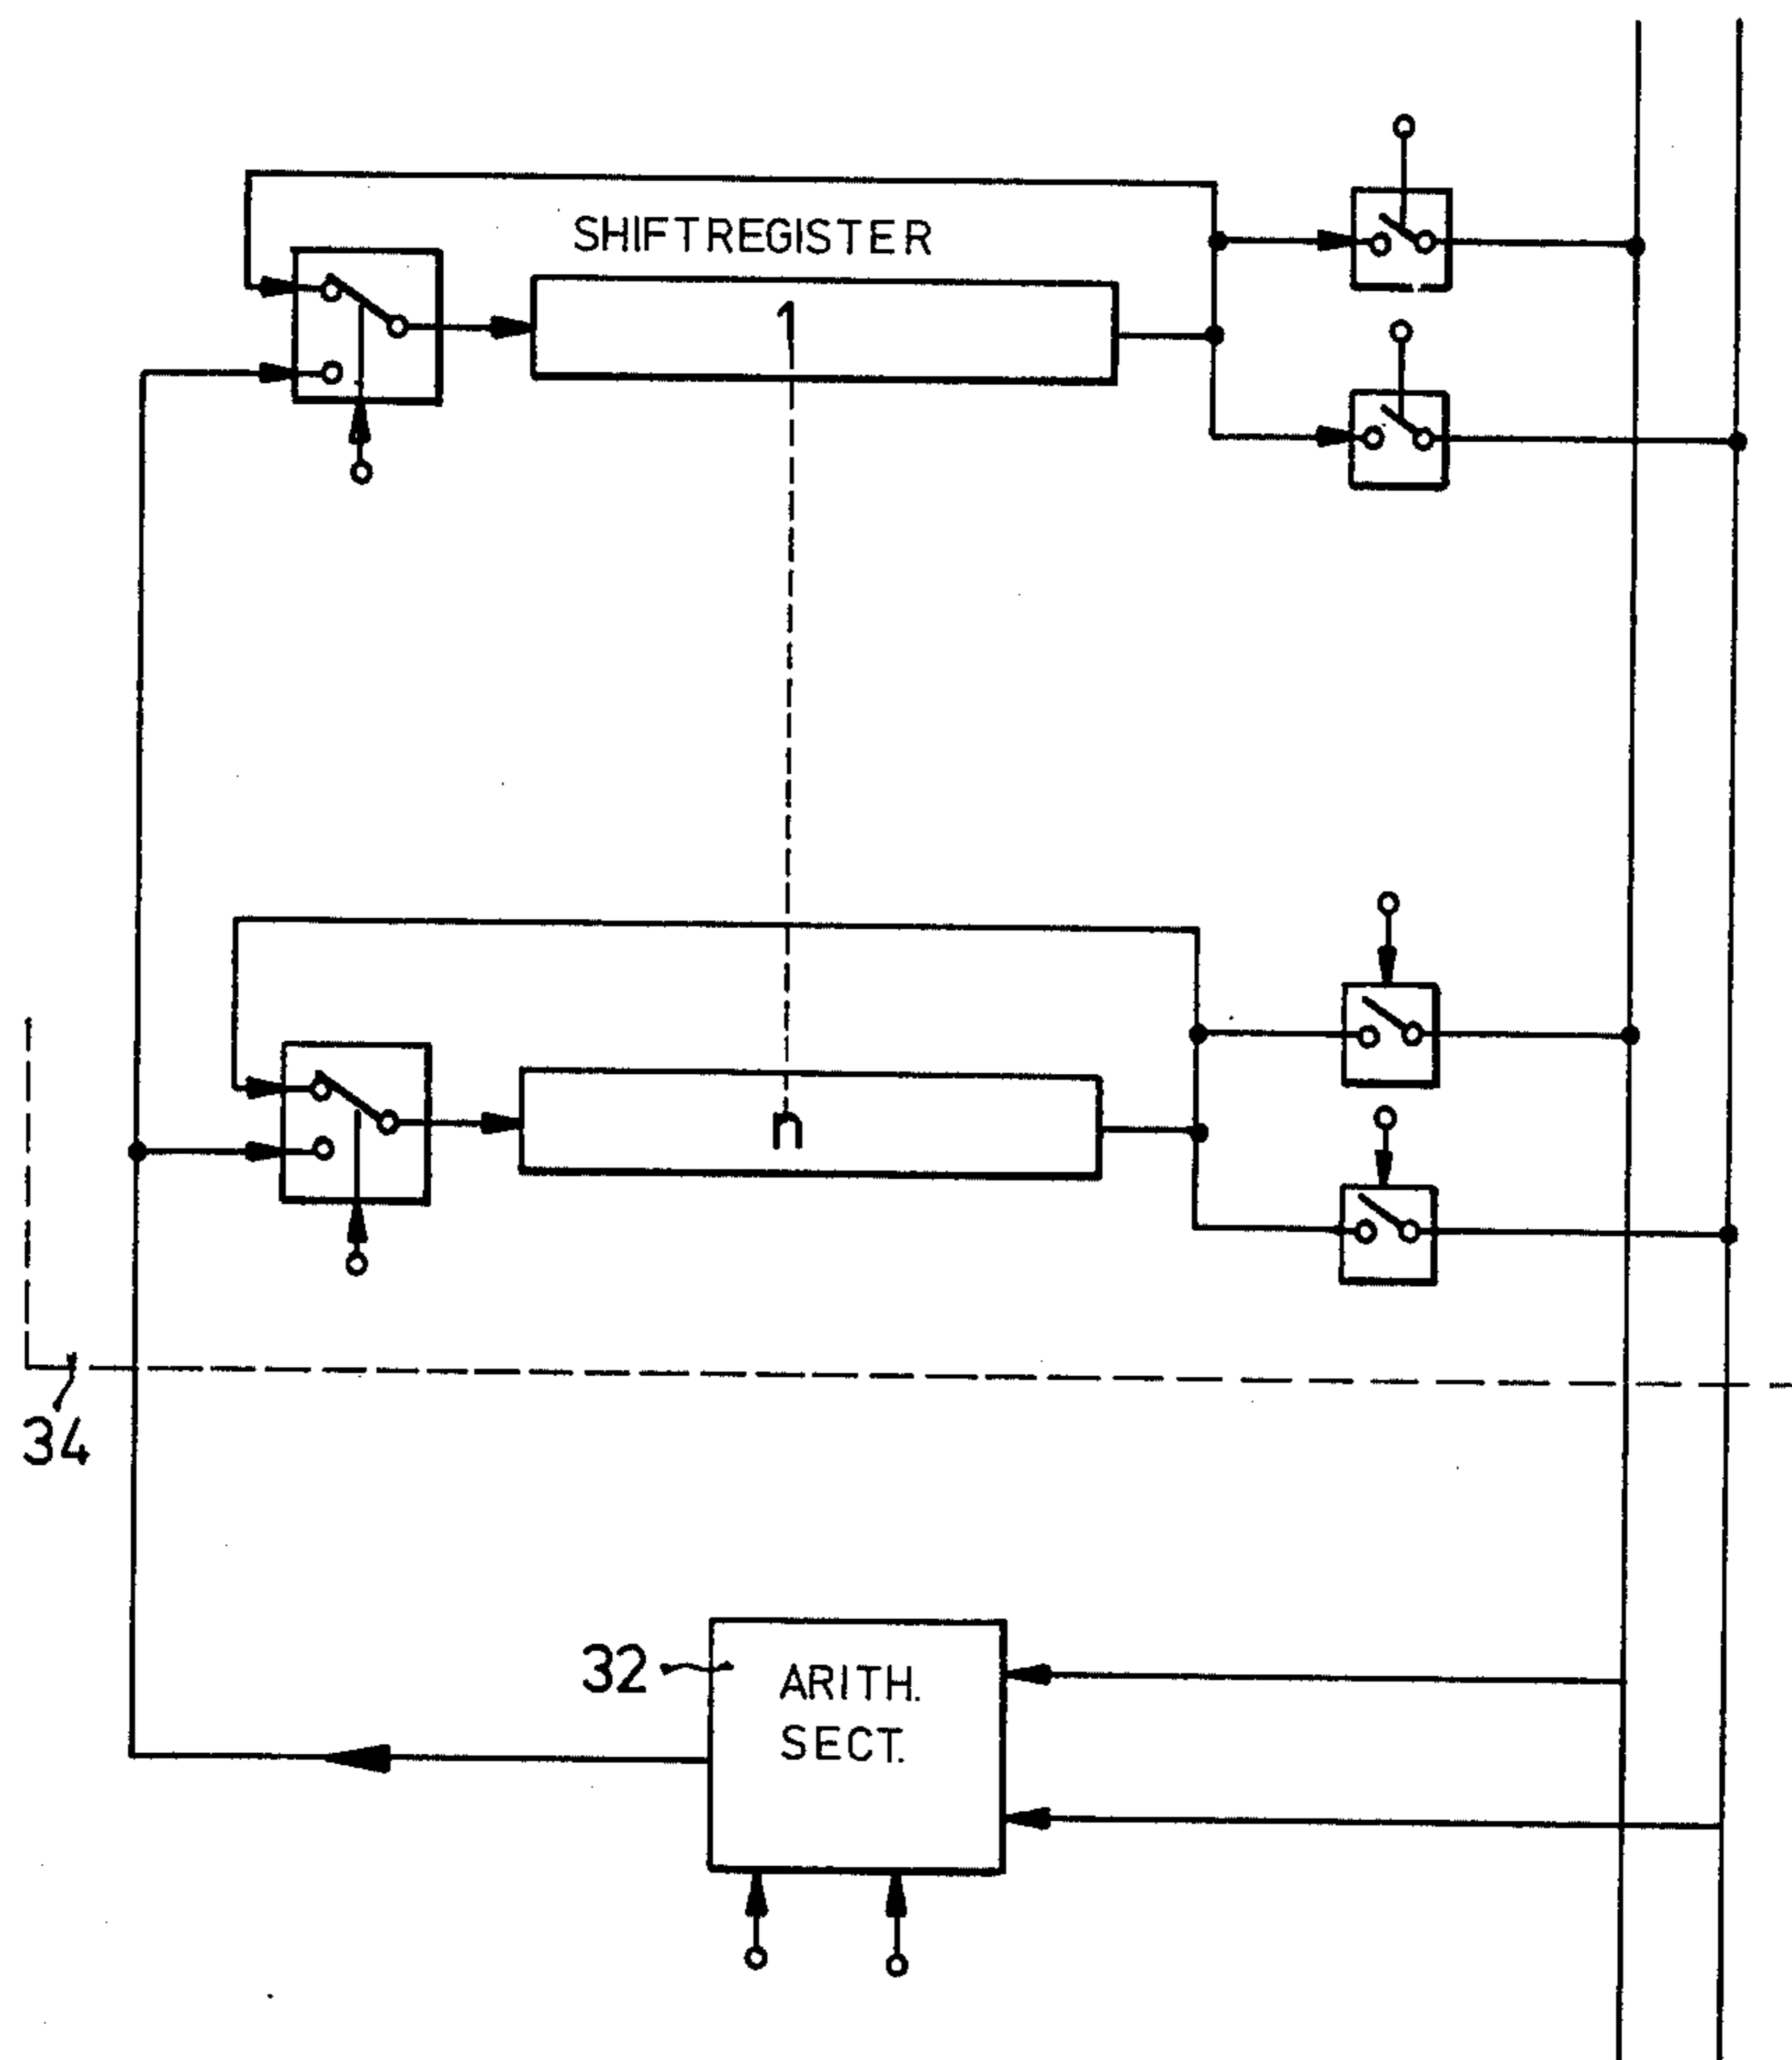 SHIFTREGISTER
1
n
34
32
ARITH.
SECT.